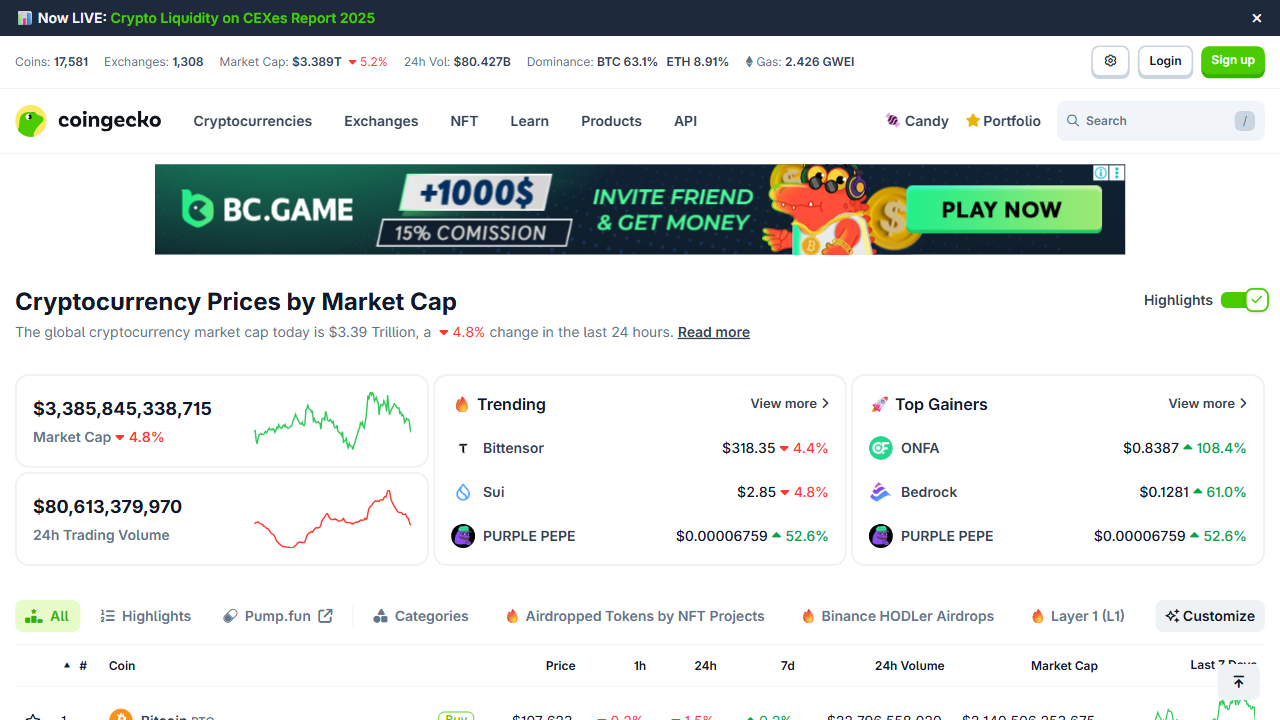 Now LIVE: Crypto Liquidity on CEXes Report 2025
Coins: 17,581 Exchanges: 1,308 Market Cap: $3.389T 5.2% 24h Vol: $80.427B Dominance: BTC 63.1% ETH 8.91% Gas: 2.426 GWEI
Login
Sign up
coingecko
Cryptocurrencies Exchanges NFT Learn Products API
Candy Portfolio Search /
BC.GAME
+1000$
15% COMISSION
INVITE FRIEND
& GET MONEY
PLAY NOW
Cryptocurrency Prices by Market Cap
Highlights
The global cryptocurrency market cap today is $3.39 Trillion, a 4.8% change in the last 24 hours. Read more
$3,385,845,338,715
Market Cap 4.8%
$80,613,379,970
24h Trading Volume
Trending View more
Bittensor $318.35 4.4%
Sui $2.85 4.8%
PURPLE PEPE $0.00006759 52.6%
Top Gainers View more
ONFA $0.8387 108.4%
Bedrock $0.1281 61.0%
PURPLE PEPE $0.00006759 52.6%
All Highlights Pump.fun Categories Airdropped Tokens by NFT Projects Binance HODLer Airdrops Layer 1 (L1) Customize
# Coin Price 1h 24h 7d 24h Volume Market Cap Last 7 Days
1 Bitcoin BTC Buy